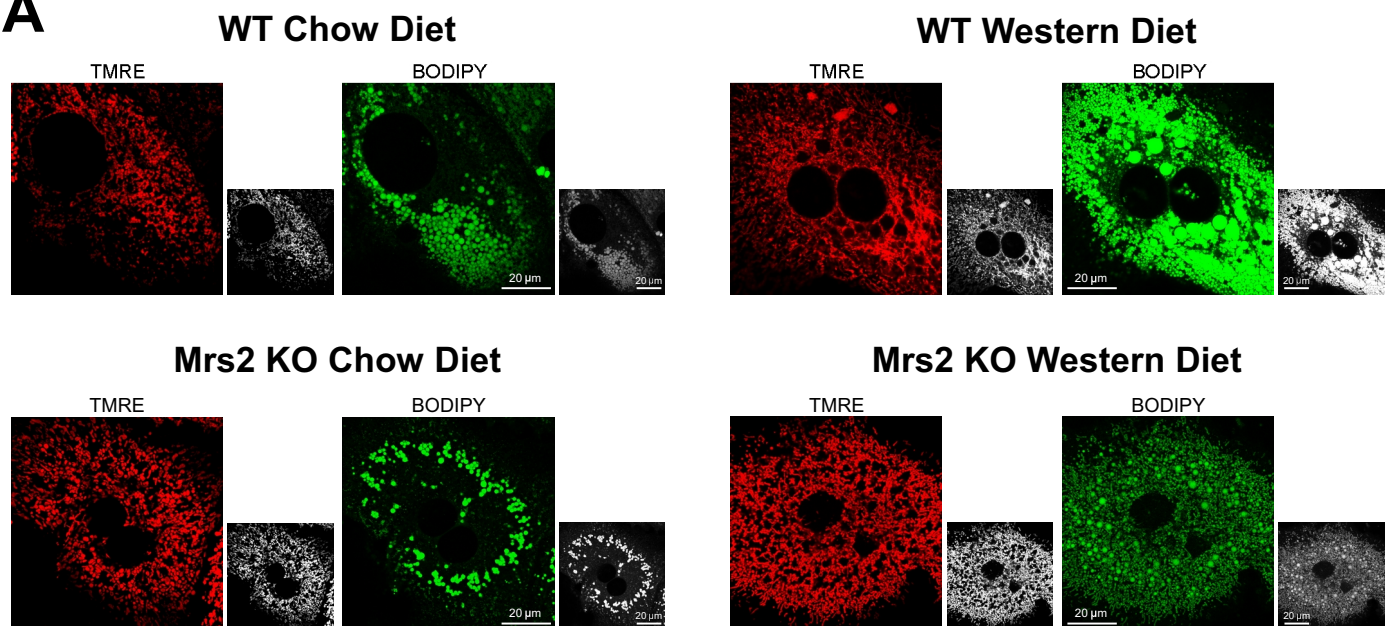 A
WT Chow Diet
WT Western Diet
TMRE
BODIPY
TMRE
BODIPY
20 µm
20 µm
20 µm
20 µm
Mrs2 KO Chow Diet
Mrs2 KO Western Diet
TMRE
BODIPY
TMRE
BODIPY
20 µm
20 µm
20 µm
20 µm